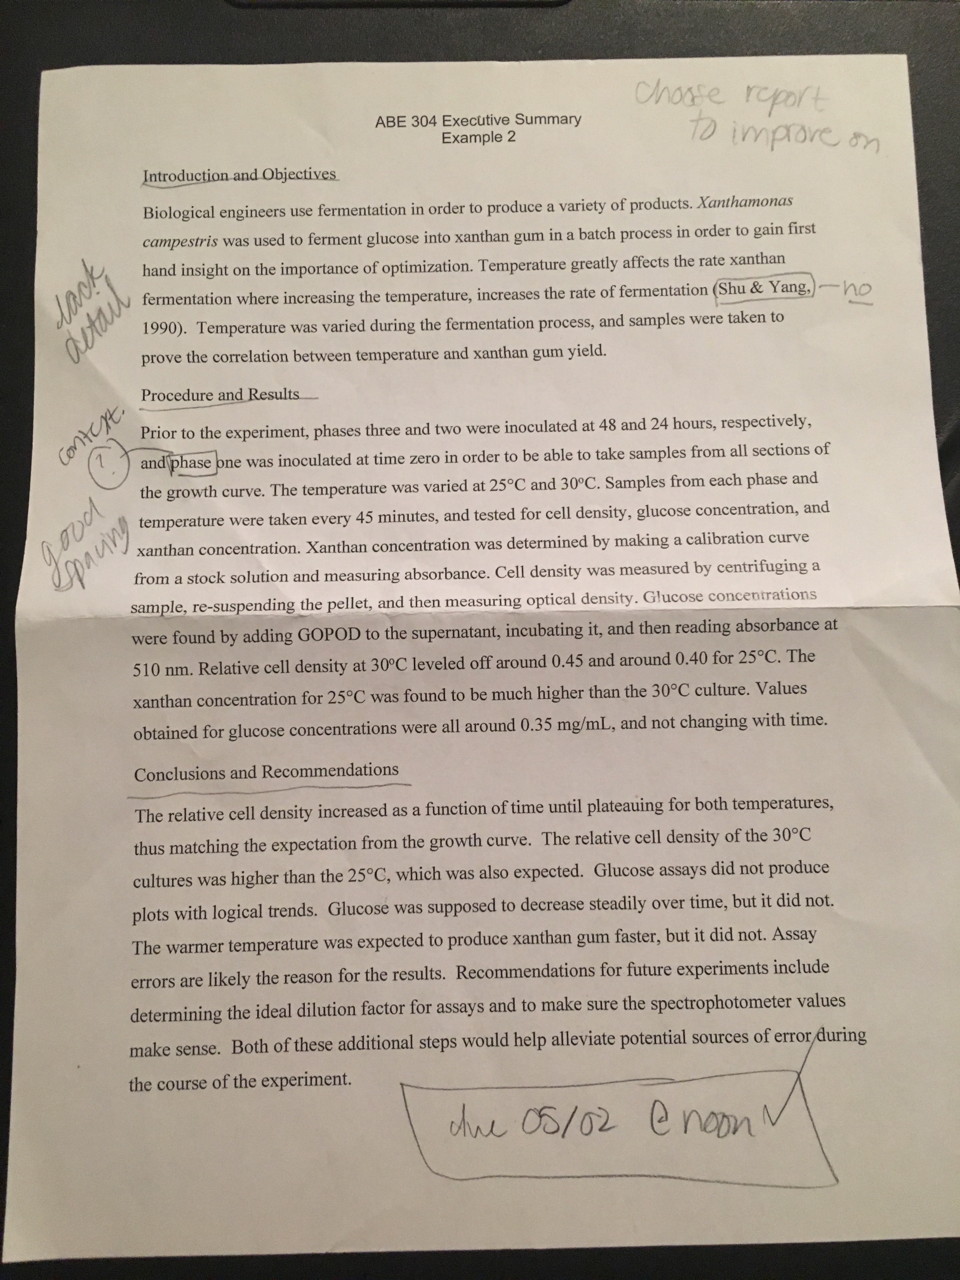 Choose report
to improve on
ABE 304 Executive Summary
Example 2
Introduction and Objectives
Biological engineers use fermentation in order to produce a variety of products. Xanthamonas
campestris was used to ferment glucose into xanthan gum in a batch process in order to gain first
hand insight on the importance of optimization. Temperature greatly affects the rate xanthan
fermentation where increasing the temperature, increases the rate of fermentation (Shu & Yang,
no
1990). Temperature was varied during the fermentation process, and samples were taken to
prove the correlation between temperature and xanthan gum yield.
lack
detail
Procedure and Results
Prior to the experiment, phases three and two were inoculated at 48 and 24 hours, respectively,
and phase one was inoculated at time zero in order to be able to take samples from all sections of
the growth curve. The temperature was varied at 25°C and 30°C. Samples from each phase and
temperature were taken every 45 minutes, and tested for cell density, glucose concentration, and
xanthan concentration. Xanthan concentration was determined by making a calibration curve
from a stock solution and measuring absorbance. Cell density was measured by centrifuging a
sample, re-suspending the pellet, and then measuring optical density. Glucose concentrations
were found by adding GOPOD to the supernatant, incubating it, and then reading absorbance at
510 nm. Relative cell density at 30°C leveled off around 0.45 and around 0.40 for 25°C. The
xanthan concentration for 25°C was found to be much higher than the 30°C culture. Values
obtained for glucose concentrations were all around 0.35 mg/mL, and not changing with time.
context.
?
good
spacing
Conclusions and Recommendations
The relative cell density increased as a function of time until plateauing for both temperatures,
thus matching the expectation from the growth curve. The relative cell density of the 30°C
cultures was higher than the 25°C, which was also expected. Glucose assays did not produce
plots with logical trends. Glucose was supposed to decrease steadily over time, but it did not.
The warmer temperature was expected to produce xanthan gum faster, but it did not. Assay
errors are likely the reason for the results. Recommendations for future experiments include
determining the ideal dilution factor for assays and to make sure the spectrophotometer values
make sense. Both of these additional steps would help alleviate potential sources of error during
the course of the experiment.
due 05/02 @ noon